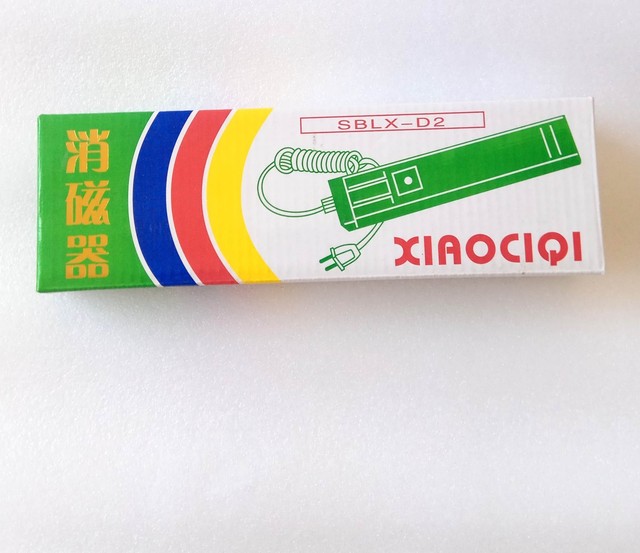 消磁器
SBLX-D2
XIAOCIQI